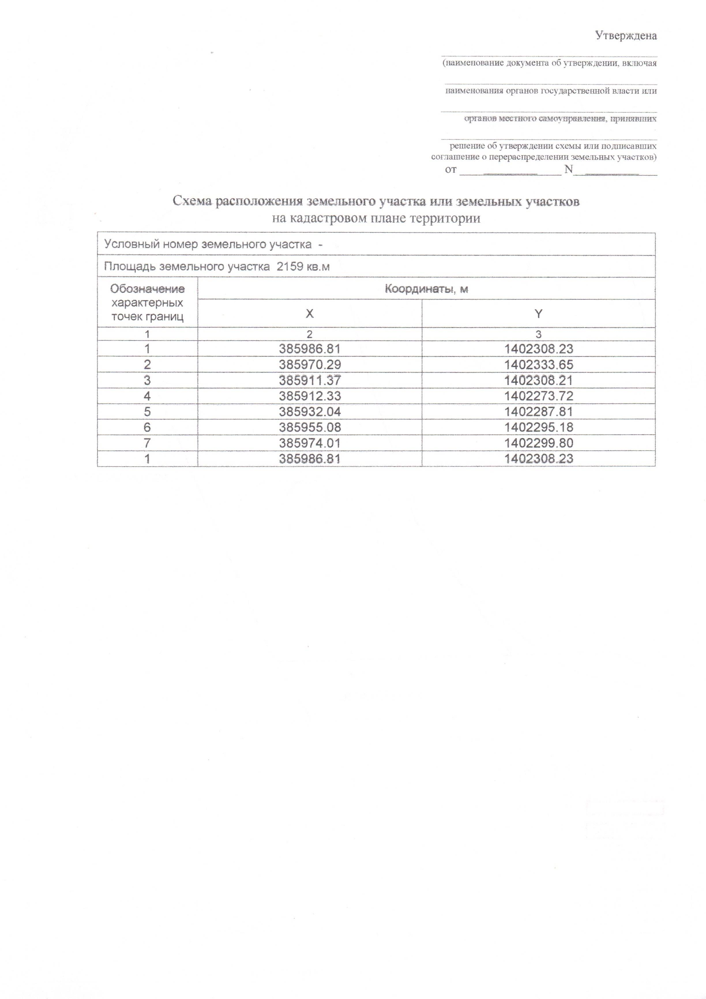 Утверждена
(наименование документа об утверждении, включая
наименования органов государственной власти или
органов местного самоуправления, принявших
решение об утверждении схемы или подписавших
соглашение о перераспределении земельных участков)
от ____________ N____________
Схема расположения земельного участка или земельных участков
на кадастровом плане территории
Условный номер земельного участка -
Площадь земельного участка 2159 кв.м
Обозначение характерных точек границ
Координаты, м
X Y
1 2 3
1 385986.81 1402308.23
2 385970.29 1402333.65
3 385911.37 1402308.21
4 385912.33 1402273.72
5 385932.04 1402287.81
6 385955.08 1402295.18
7 385974.01 1402299.80
1 385986.81 1402308.23